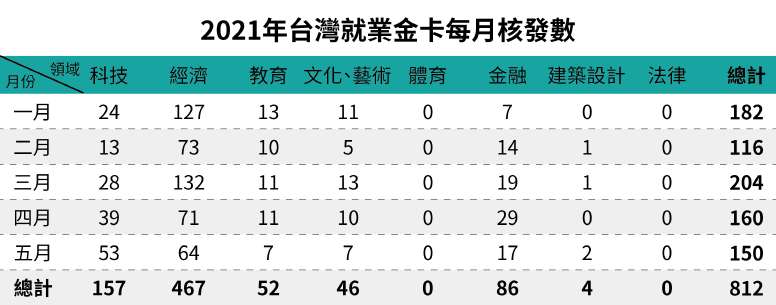 2021年台灣就業金卡每月核發數
領域 科技 經濟 教育 文化、藝術 體育 金融 建築設計 法律 總計
月份
一月 24 127 13 11 0 7 0 0 182
二月 13 73 10 5 0 14 1 0 116
三月 28 132 11 13 0 19 1 0 204
四月 39 71 11 10 0 29 0 0 160
五月 53 64 7 7 0 17 2 0 150
總計 157 467 52 46 0 86 4 0 812